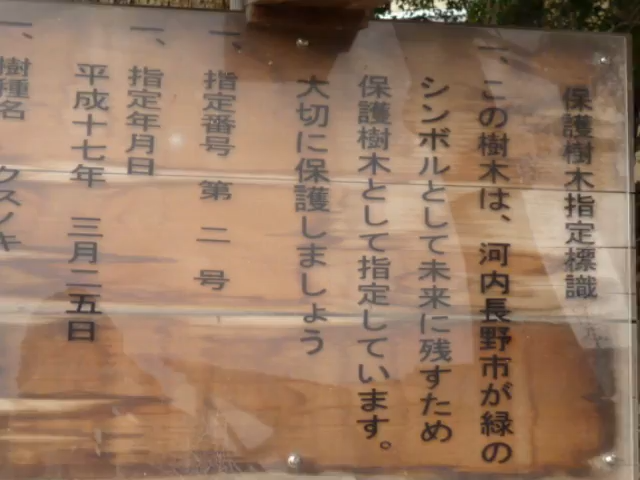 保護樹木指定標識
一、この樹木は、河内長野市が緑の
シンボルとして未来に残すため
保護樹木として指定しています。
大切に保護しましょう
一、指定番号 第 二 号
一、指定年月日
平成十七年 三月二五日
一、樹種名 クスノキ